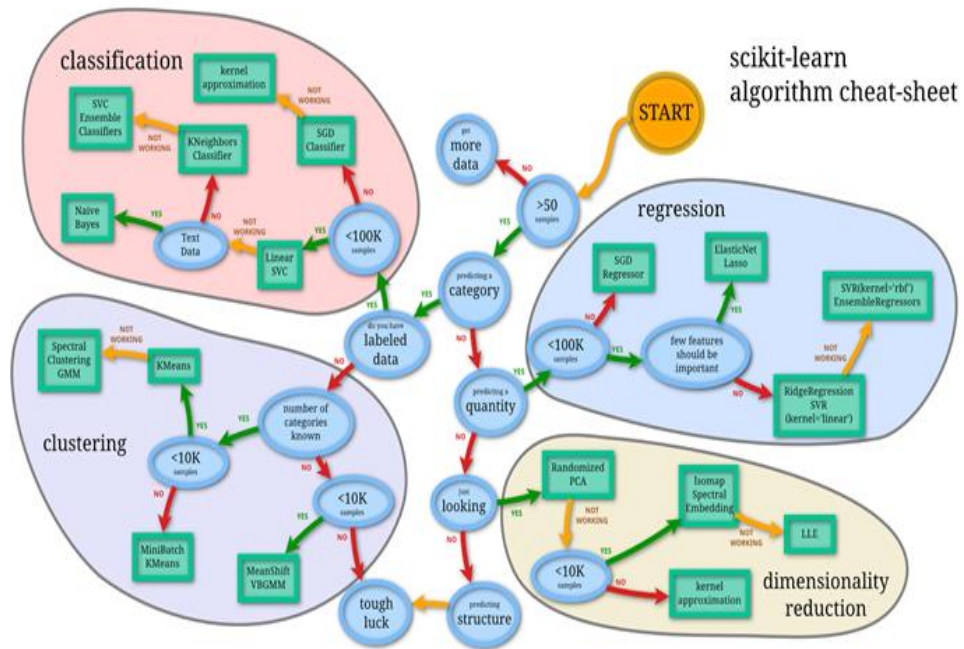 scikit-learn
algorithm cheat-sheet
START
>50
samples
NO
get
more
data
YES
predicting a
category
YES
do you have
labeled
data
YES
classification
<100K
samples
NO
SGD
Classifier
NOT
WORKING
kernel
approximation
YES
Linear
SVC
NOT
WORKING
Text
Data
YES
Naive
Bayes
NO
KNeighbors
Classifier
NOT
WORKING
SVC
Ensemble
Classifiers
NO
clustering
number of
categories
known
YES
<10K
samples
YES
KMeans
NOT
WORKING
Spectral
Clustering
GMM
NO
MiniBatch
KMeans
NO
<10K
samples
YES
MeanShift
VBGMM
NO
tough
luck
NO
predicting a
quantity
YES
regression
<100K
samples
NO
SGD
Regressor
YES
few features
should be
important
YES
ElasticNet
Lasso
NO
RidgeRegression
SVR
(kernel='linear')
NOT
WORKING
SVR(kernel='rbf')
EnsembleRegressors
NO
just
looking
YES
dimensionality
reduction
Randomized
PCA
NOT
WORKING
<10K
samples
YES
Isomap
Spectral
Embedding
NOT
WORKING
LLE
NO
kernel
approximation
NO
predicting
structure